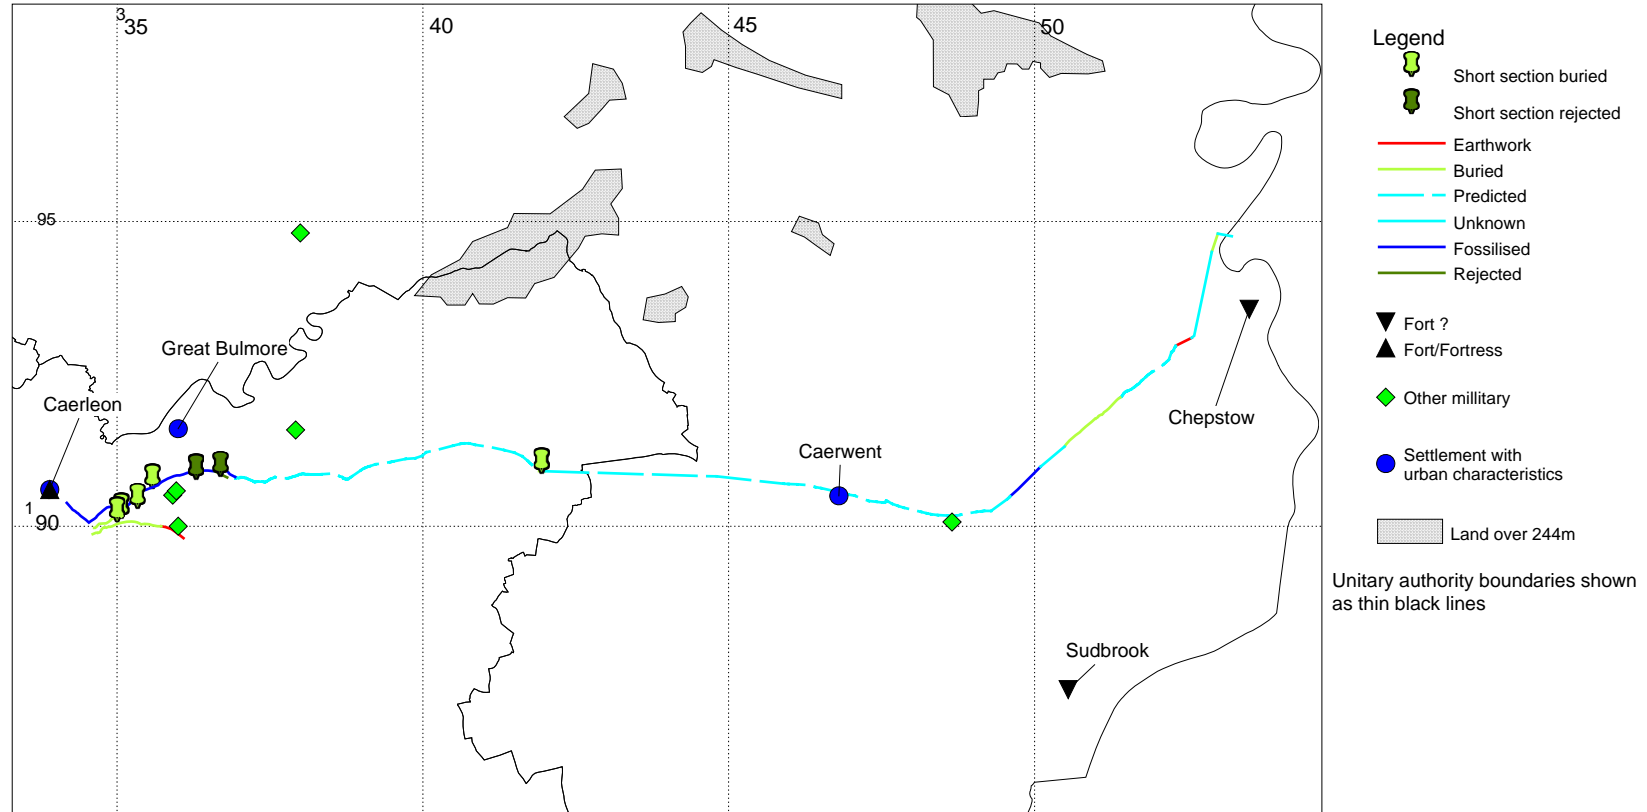 3
35
40
45
50
95
Great Bulmore
Caerleon
Chepstow
Caerwent
1
90
Sudbrook
Legend
Short section buried
Short section rejected
Earthwork
Buried
Predicted
Unknown
Fossilised
Rejected
Fort ?
Fort/Fortress
Other millitary
Settlement with
urban characteristics
Land over 244m
Unitary authority boundaries shown
as thin black lines